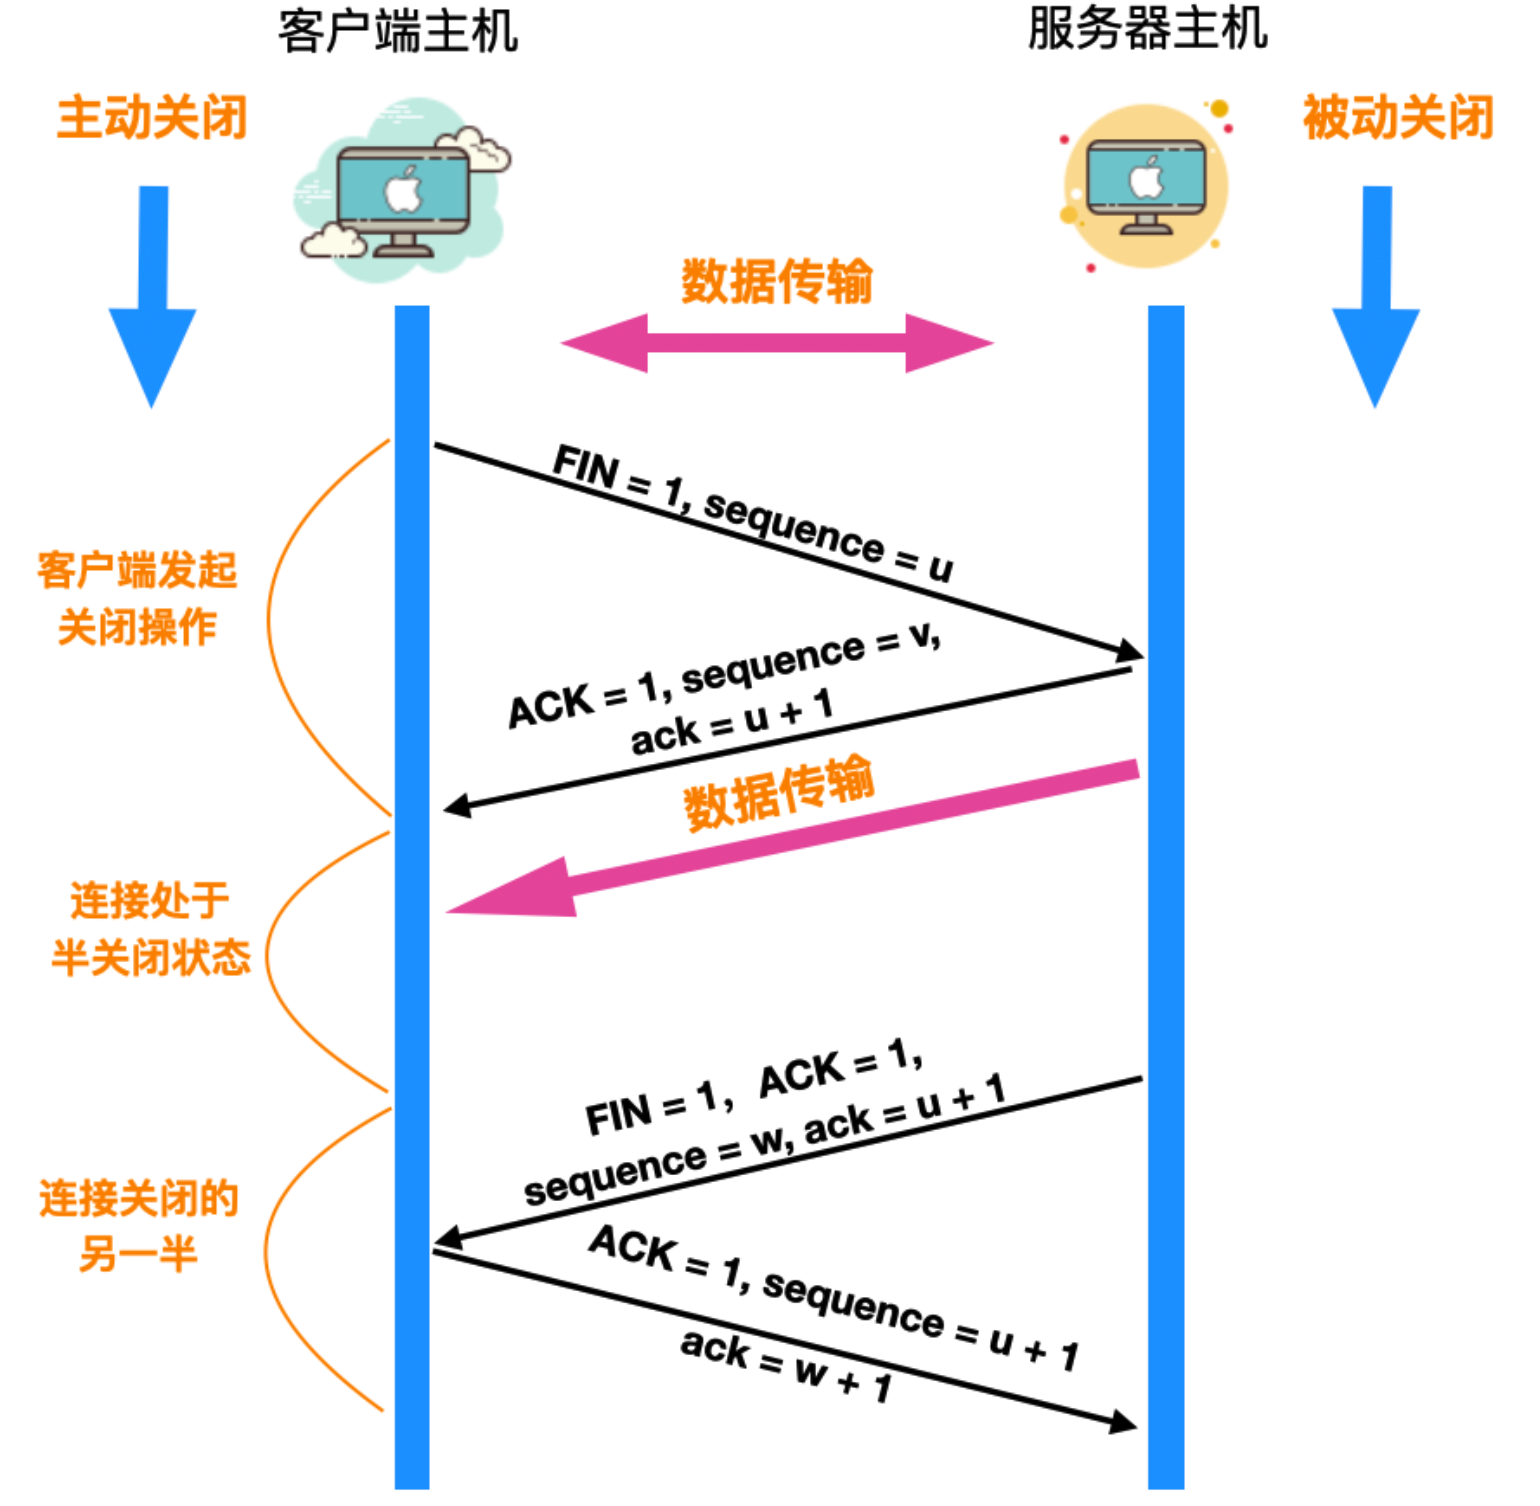 客户端主机
服务器主机
主动关闭
被动关闭
数据传输
FIN = 1, sequence = u
客户端发起
关闭操作
ACK = 1, sequence = v,
ack = u + 1
数据传输
连接处于
半关闭状态
FIN = 1，ACK = 1,
sequence = w, ack = u + 1
连接关闭的
另一半
ACK = 1, sequence = u + 1
ack = w + 1